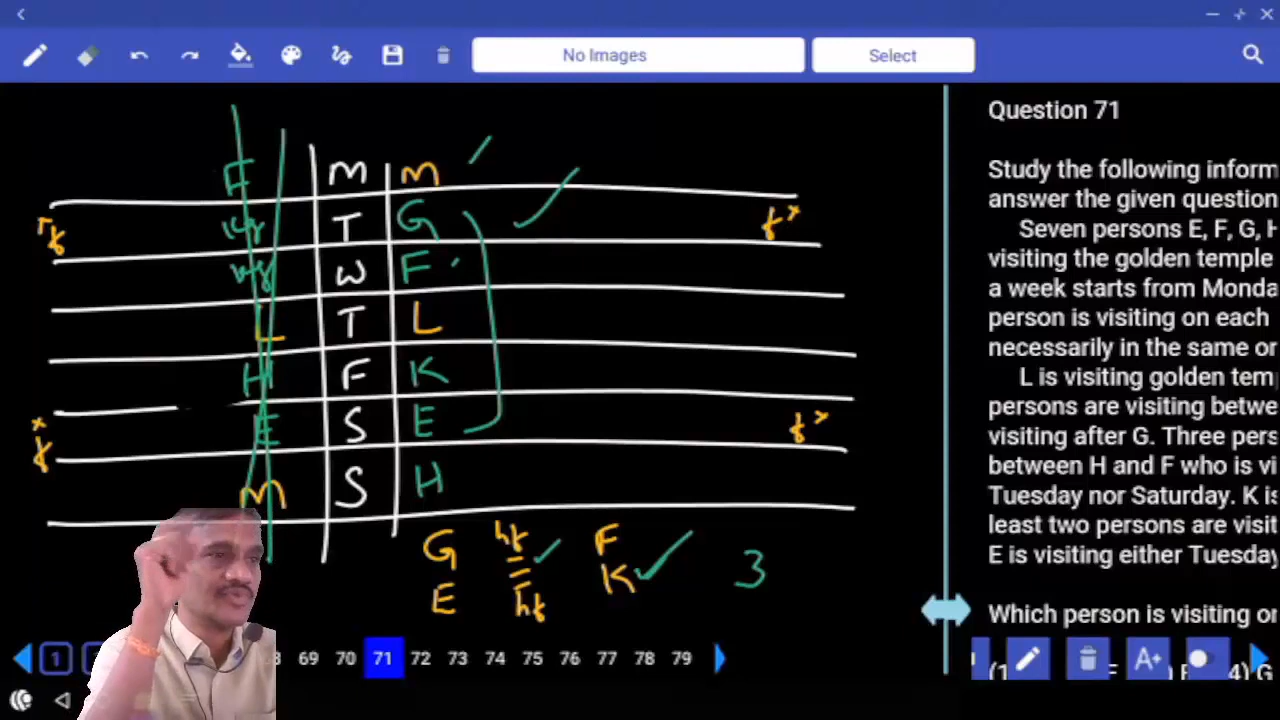 No Images
Select
Question 71
Study the following inform
answer the given question
Seven persons E, F, G, H
visiting the golden temple
a week starts from Monda
person is visiting on each
necessarily in the same or
L is visiting golden tem
persons are visiting betwe
visiting after G. Three pers
between H and F who is vi
Tuesday nor Saturday. K is
least two persons are visit
E is visiting either Tuesday
Which person is visiting on
F M M
T G
W F
L T L
H F K
E S E
M S H
G F
E K 3
1
69 70 71 72 73 74 75 76 77 78 79
A+
4) G